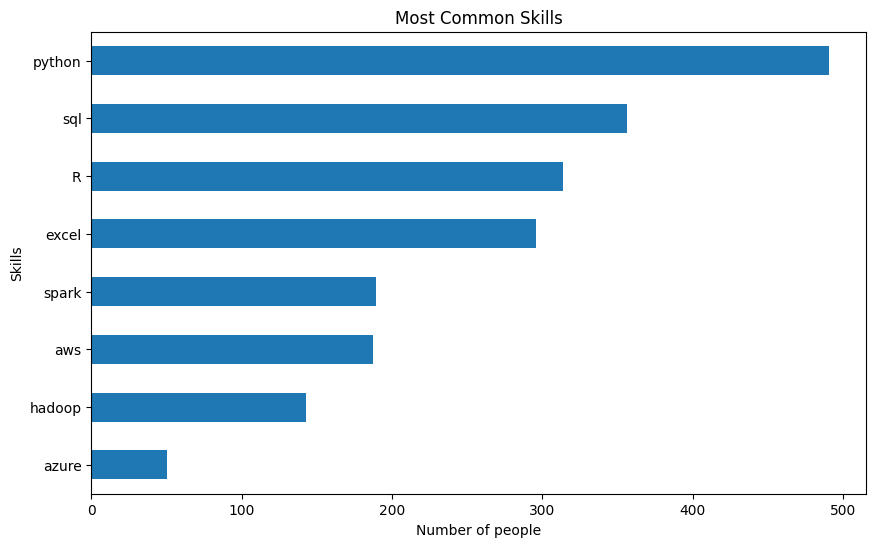 Most Common Skills
python
sql
R
excel
spark
aws
hadoop
azure
Skills
0 100 200 300 400 500
Number of people